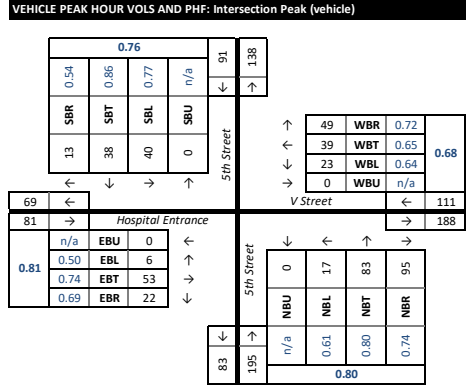 VEHICLE PEAK HOUR VOLS AND PHF: Intersection Peak (vehicle)
0.76
91
138
0.54
0.86
0.77
n/a
↓
↑
SBR
SBT
SBL
SBU
5th Street
13
38
40
0
←
↓
→
↑
↑ 49 WBR 0.72
← 39 WBT 0.65
↓ 23 WBL 0.64
→ 0 WBU n/a
0.68
69 ←
V Street
← 111
81 →
Hospital Entrance
→ 188
0.81
n/a EBU 0 ←
0.50 EBL 6 ↑
0.74 EBT 53 →
0.69 EBR 22 ↓
5th Street
↓
←
↑
→
0
17
83
95
NBU
NBL
NBT
NBR
n/a
0.61
0.80
0.74
↓
↑
83
195
0.80